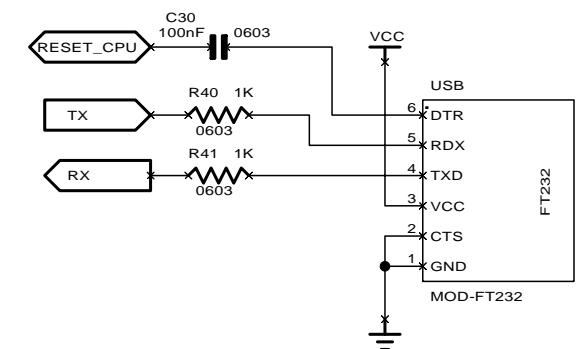 C30
100nF 0603
RESET_CPU
VCC
USB
R40 1K
TX
0603
6 DTR
5 RDX
R41 1K
RX
0603
4 TXD
3 VCC
2 CTS
1 GND
FT232
MOD-FT232